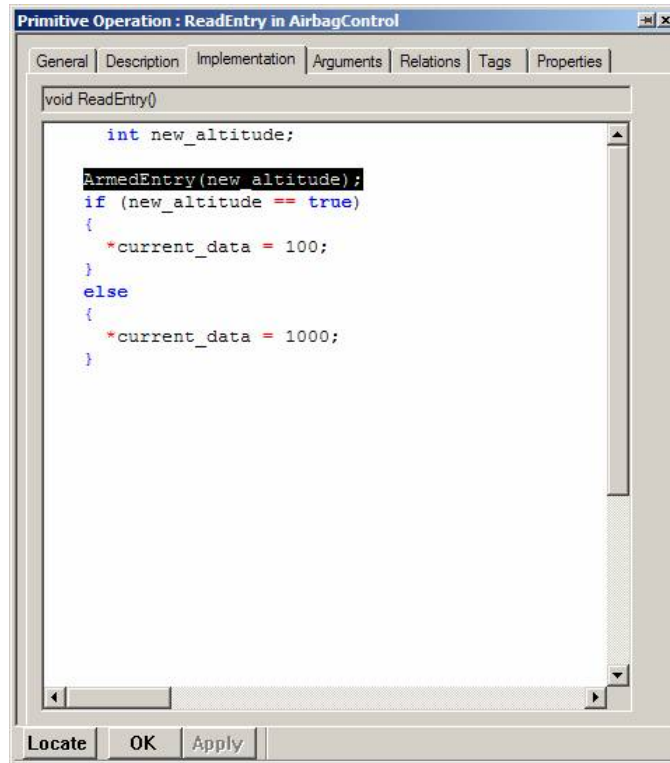 Primitive Operation : ReadEntry in AirbagControl
General Description Implementation Arguments Relations Tags Properties
void ReadEntry()
int new_altitude;
ArmedEntry(new_altitude);
if (new_altitude == true)
{
*current_data = 100;
}
else
{
*current_data = 1000;
}
Locate OK Apply